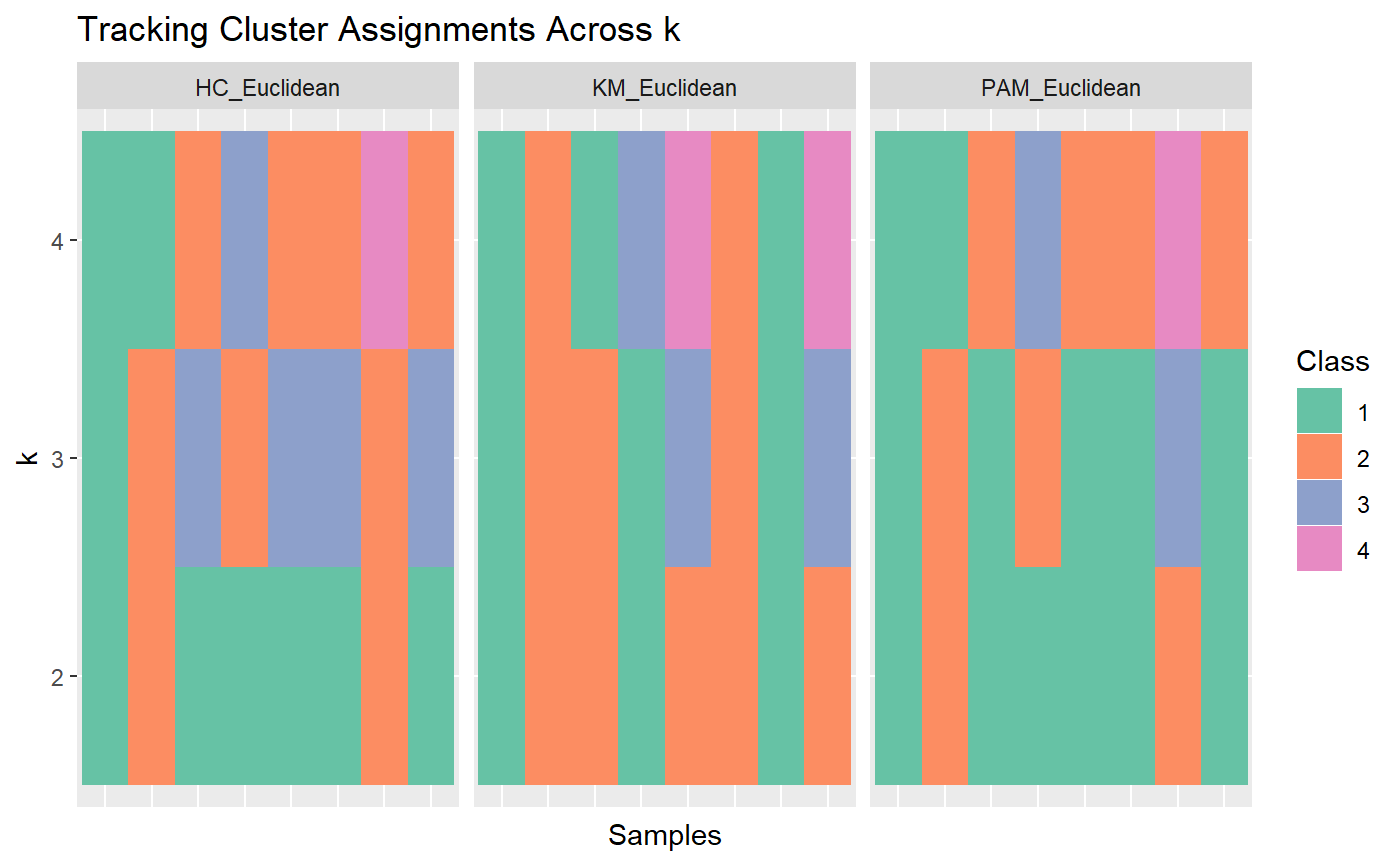 Tracking Cluster Assignments Across k
HC_Euclidean
KM_Euclidean
PAM_Euclidean
k
4
3
2
Samples
Class
1
2
3
4